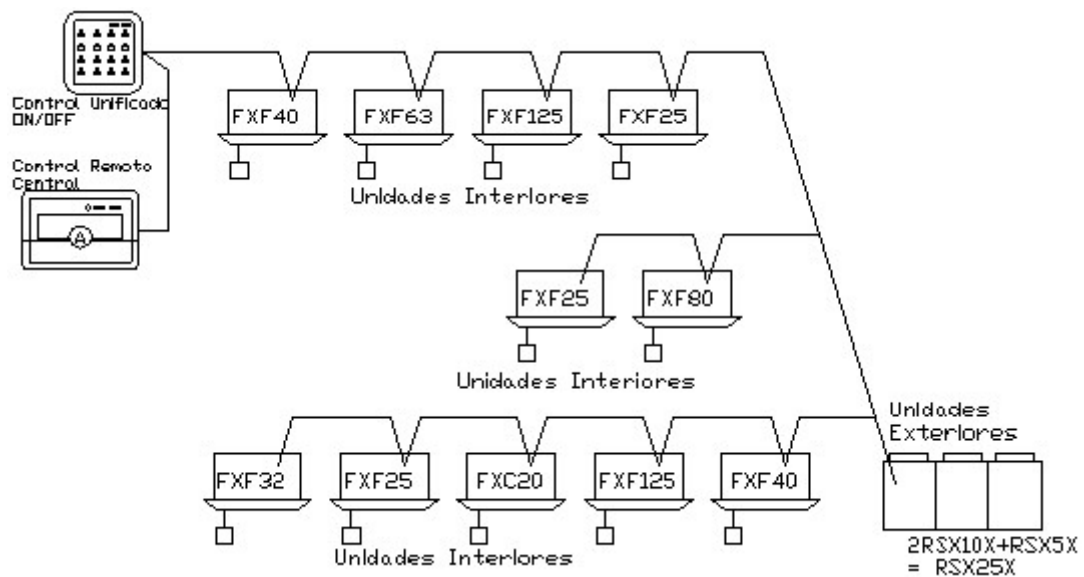 Control Unificado
ON/OFF
FXF40 FXF63 FXF125 FXF25
Unidades Interiores
Control Remoto
Central
A
FXF25 FXF80
Unidades Interiores
Unidades
Exteriores
FXF32 FXF25 FXC20 FXF125 FXF40
Unidades Interiores
2RSX10X+RSX5X
= RSX25X